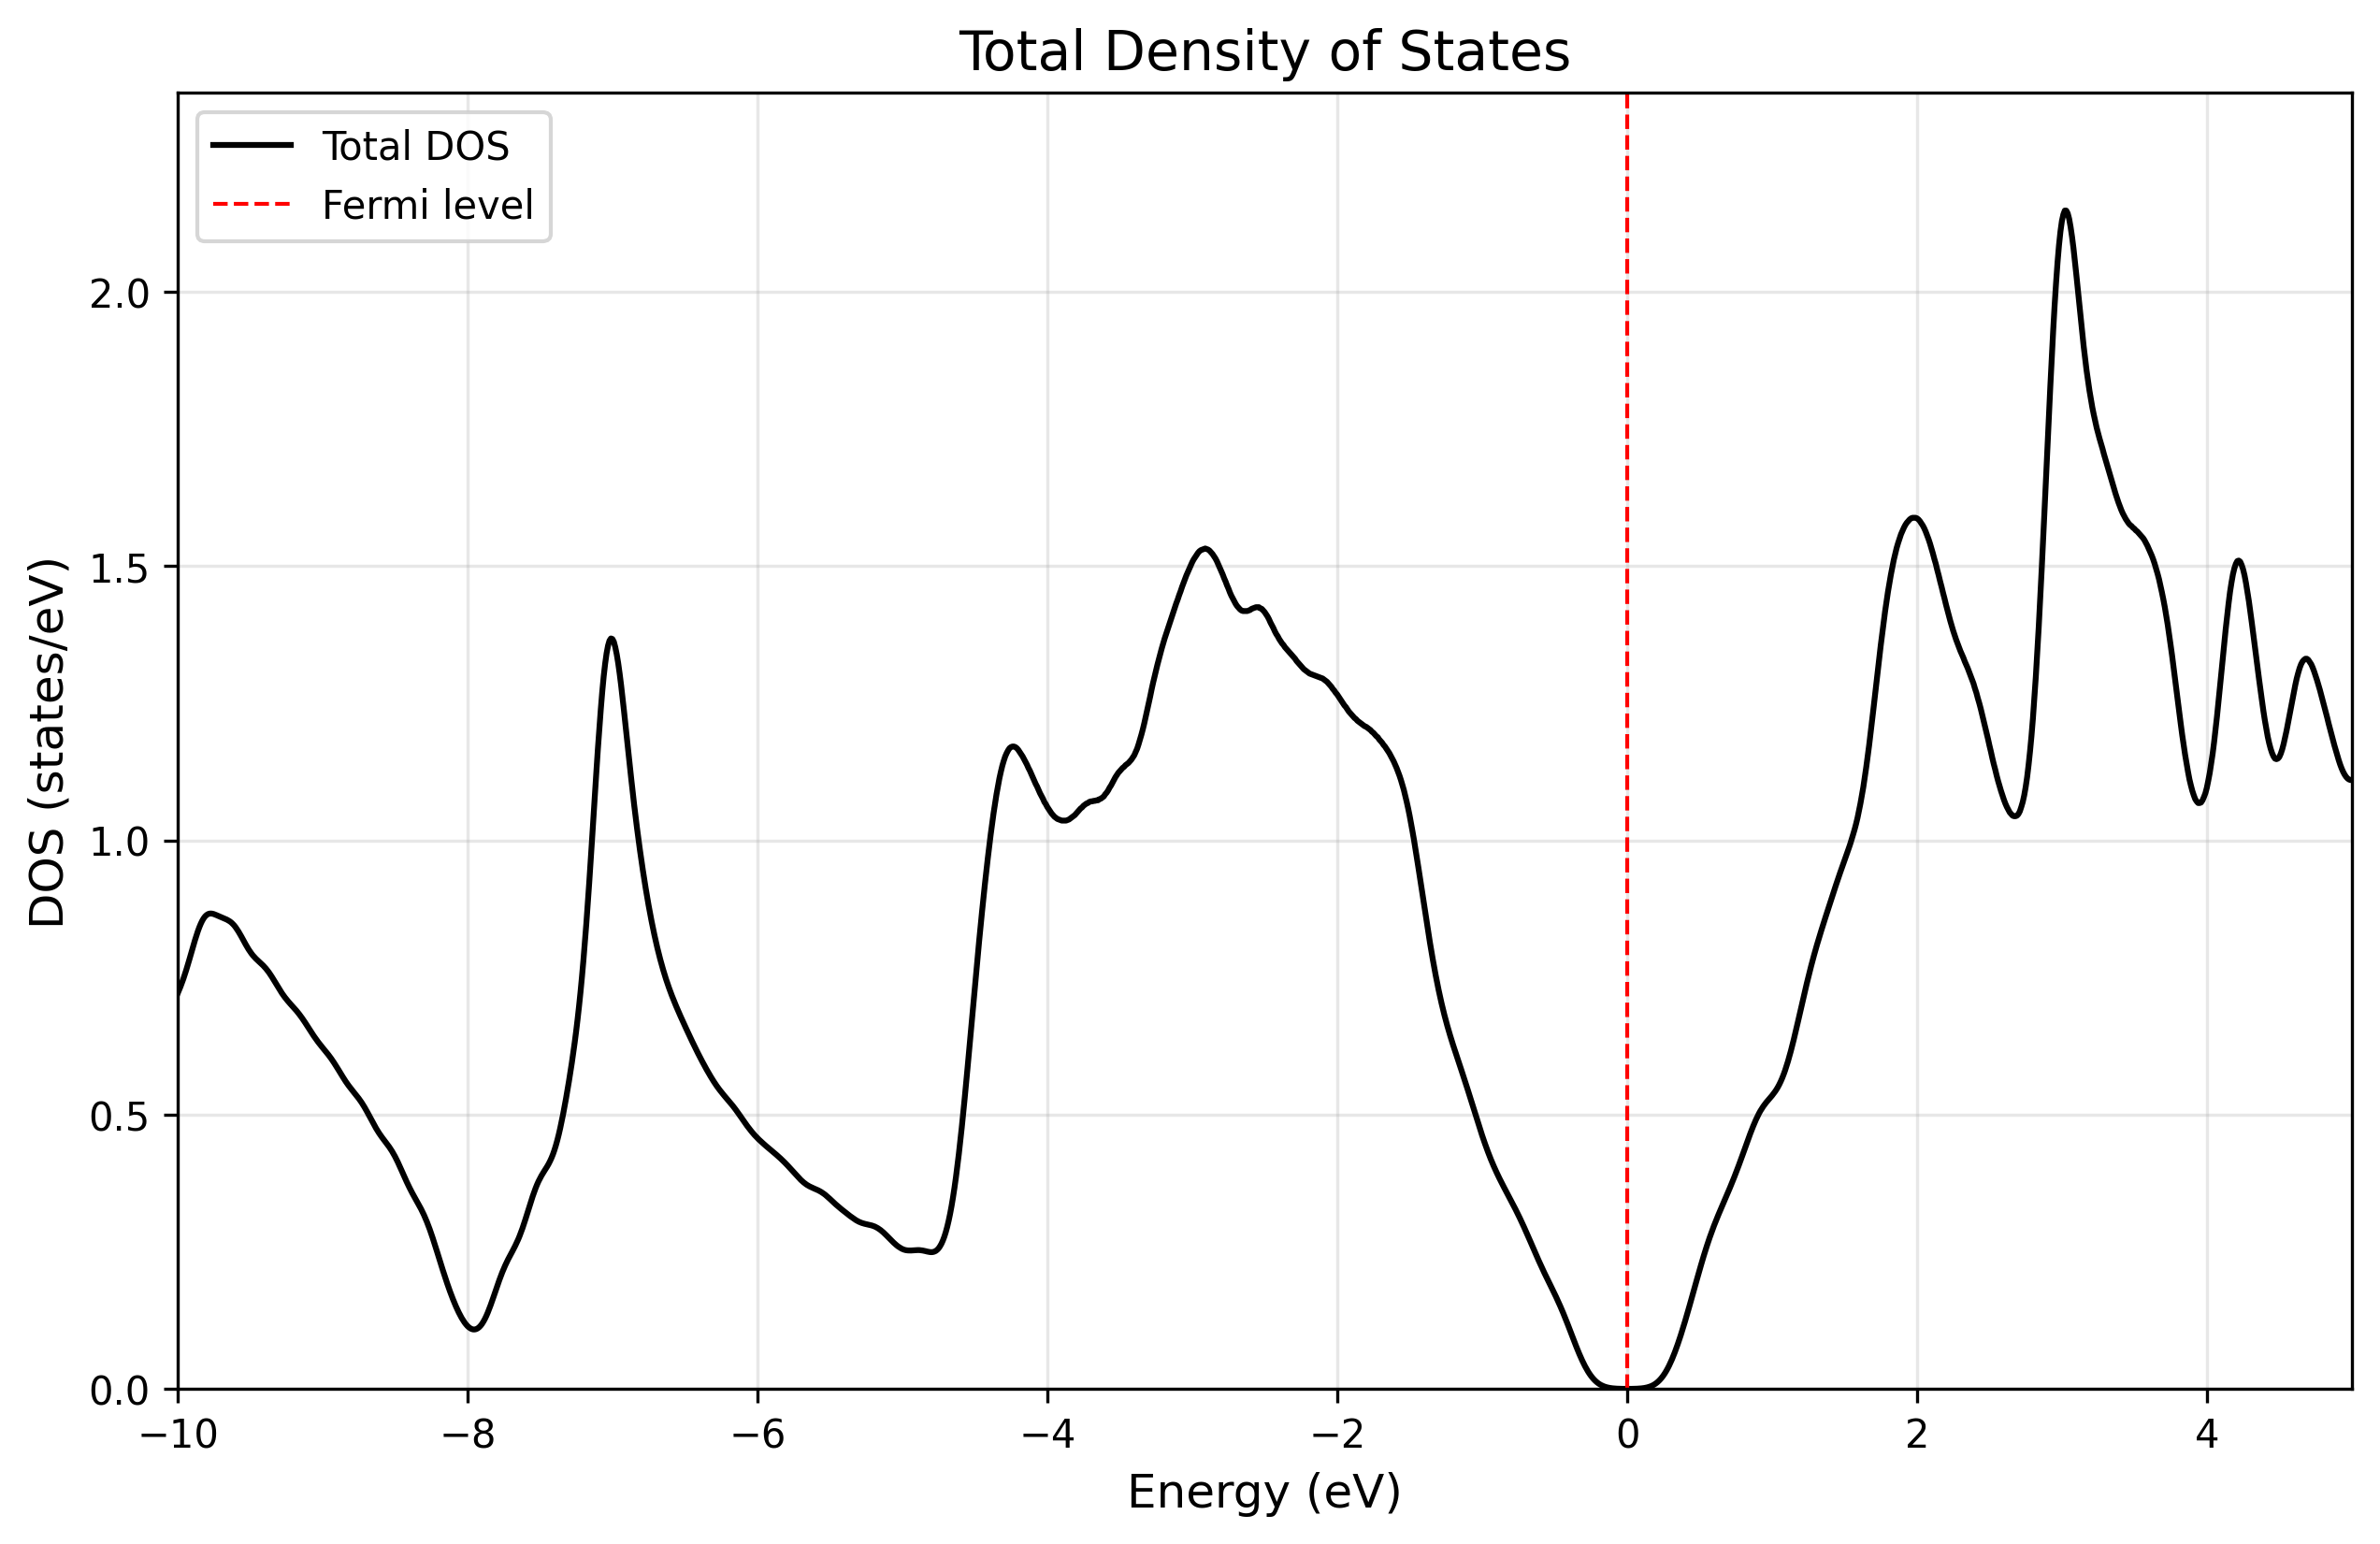 Total Density of States
Total DOS
Fermi level
DOS (states/eV)
2.0
1.5
1.0
0.5
0.0
−10 −8 −6 −4 −2 0 2 4
Energy (eV)